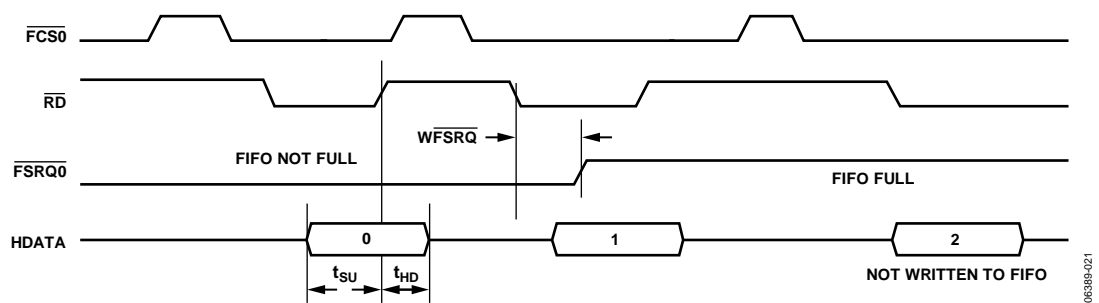 FCS0
RD
WFSRQ
FIFO NOT FULL
FSRQ0
FIFO FULL
HDATA
0
1
2
tSU
tHD
NOT WRITTEN TO FIFO
06389-021